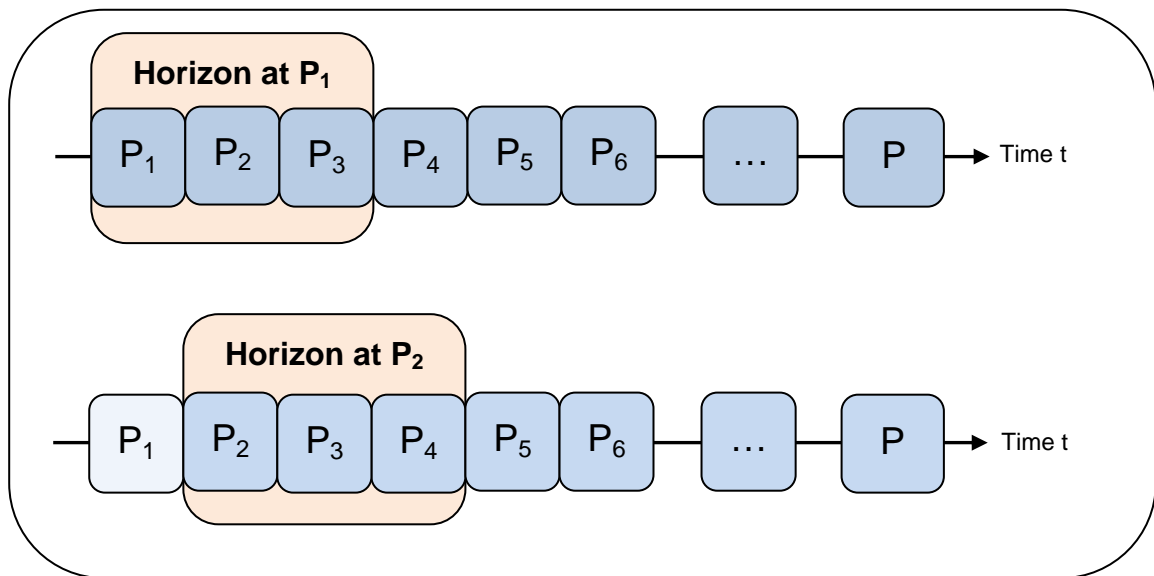 Horizon at P₁
P₁ P₂ P₃ P₄ P₅ P₆ … P Time t
Horizon at P₂
P₁ P₂ P₃ P₄ P₅ P₆ … P Time t